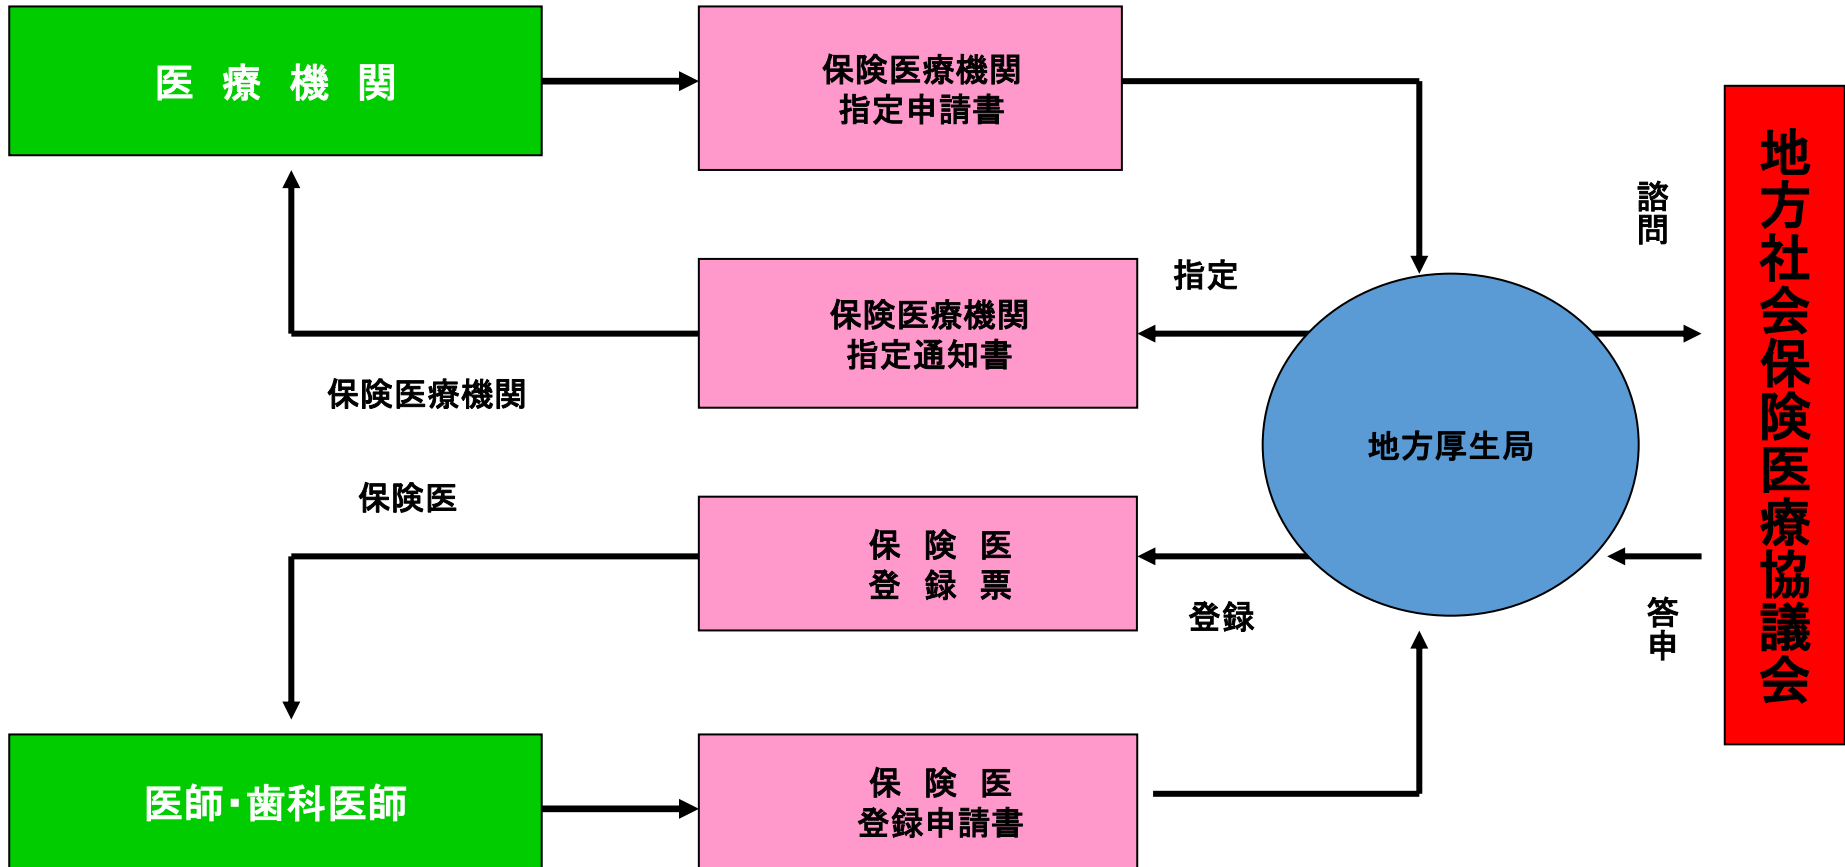 医 療 機 関
保険医療機関
指定申請書
諮問
指定
保険医療機関
指定通知書
保険医療機関
地方厚生局
地方社会保険医療協議会
保険医
保 険 医
登 録 票
登録
答申
医師・歯科医師
保 険 医
登録申請書